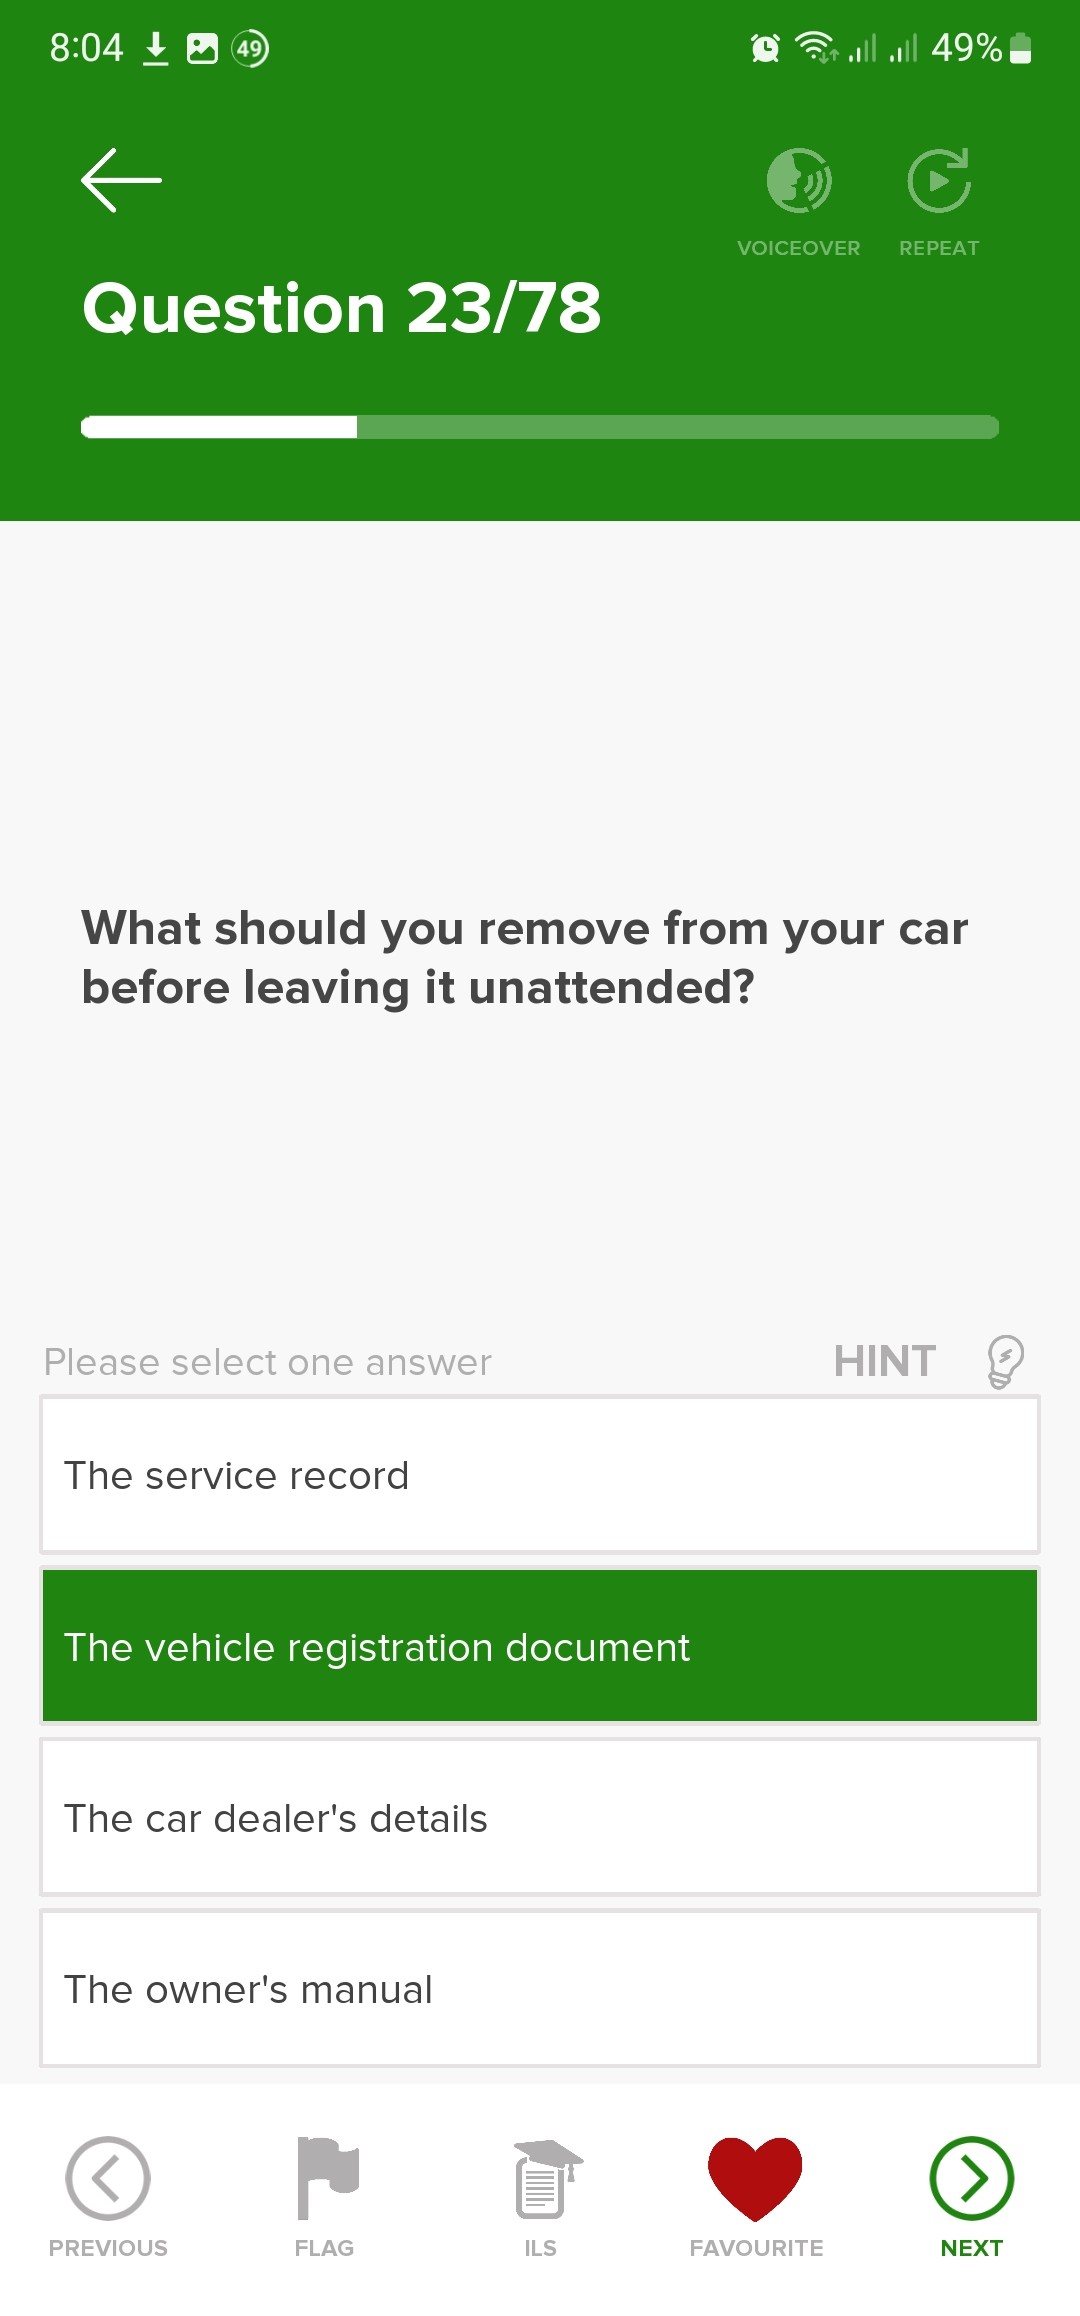 8:04
49
49%
VOICEOVER
REPEAT
Question 23/78
What should you remove from your car
before leaving it unattended?
Please select one answer
HINT
The service record
The vehicle registration document
The car dealer's details
The owner's manual
PREVIOUS
FLAG
ILS
FAVOURITE
NEXT